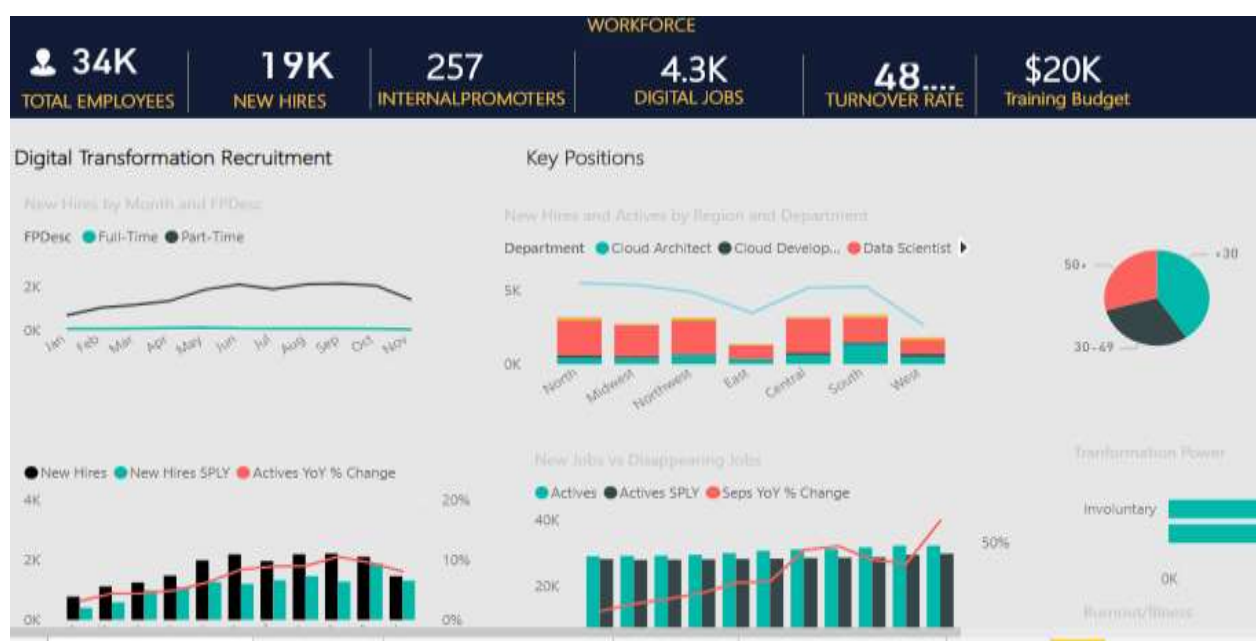 WORKFORCE
34K
TOTAL EMPLOYEES
19K
NEW HIRES
257
INTERNALPROMOTERS
4.3K
DIGITAL JOBS
48....
TURNOVER RATE
$20K
Training Budget
Digital Transformation Recruitment
New Hires by Month and FPDesc
FPDesc Full-Time Part-Time
2K
0K
Jan Feb Mar Apr May Jun Jul Aug Sep Oct Nov
Key Positions
New Hires and Actives by Region and Department
Department Cloud Architect Cloud Develop... Data Scientist
5K
0K
North Midwest Northwest East Central South West
50+
<30
30-49
New Hires New Hires SPLY Actives YoY % Change
4K
2K
0K
20%
10%
0%
New Jobs vs Disappearing Jobs
Actives Actives SPLY Seps YoY % Change
40K
20K
50%
Tranformation Power
Involuntary
0K
Burnout/Illness